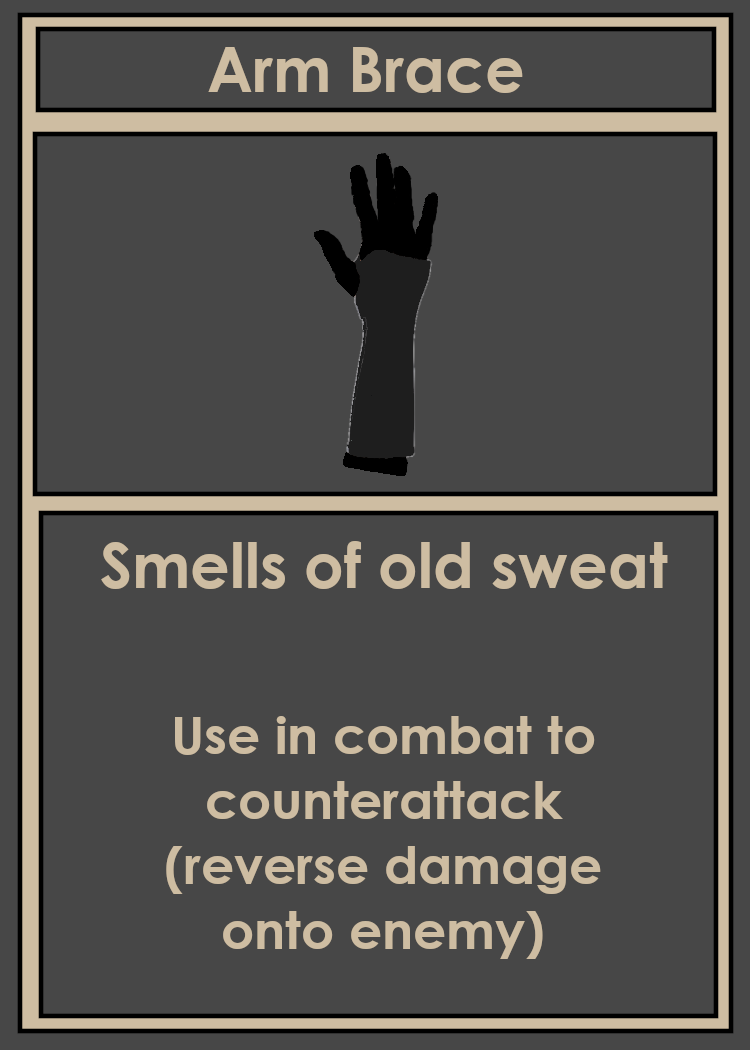 Arm Brace
Smells of old sweat
Use in combat to
counterattack
(reverse damage
onto enemy)